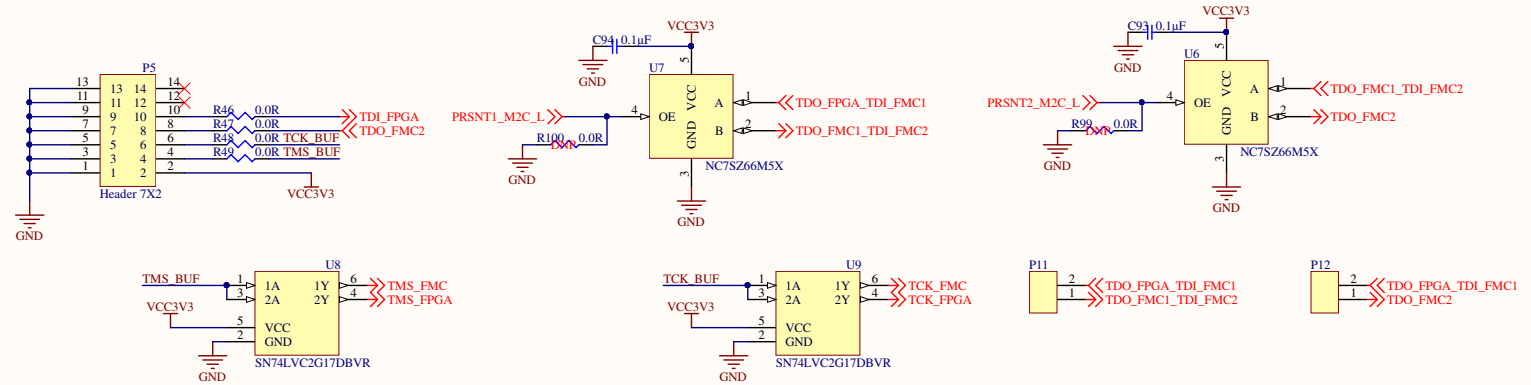 P5
13 13 14 14
11 11 12 12
9 9 10 10 R46 0.0R TDI_FPGA
7 7 8 8 R47 0.0R TDO_FMC2
5 5 6 6 R48 0.0R TCK_BUF
3 3 4 4 R49 0.0R TMS_BUF
1 1 2 2
Header 7X2
VCC3V3
GND
VCC3V3
C94 0.1µF
GND
U7
5
VCC
A 1 TDO_FPGA_TDI_FMC1
PRSNT1_M2C_L 4 OE
B 2 TDO_FMC1_TDI_FMC2
GND
R100 0.0R
DNP
GND
3
NC7SZ66M5X
GND
VCC3V3
C93 0.1µF
GND
U6
5
VCC
A 1 TDO_FMC1_TDI_FMC2
PRSNT2_M2C_L 4 OE
B 2 TDO_FMC2
GND
R99 0.0R
DNP
GND
3
NC7SZ66M5X
GND
U8
TMS_BUF 1 1A 1Y 6 TMS_FMC
3 2A 2Y 4 TMS_FPGA
VCC3V3
5 VCC
2 GND
GND
SN74LVC2G17DBVR
U9
TCK_BUF 1 1A 1Y 6 TCK_FMC
3 2A 2Y 4 TCK_FPGA
VCC3V3
5 VCC
2 GND
GND
SN74LVC2G17DBVR
P11
2 TDO_FPGA_TDI_FMC1
1 TDO_FMC1_TDI_FMC2
P12
2 TDO_FPGA_TDI_FMC1
1 TDO_FMC2